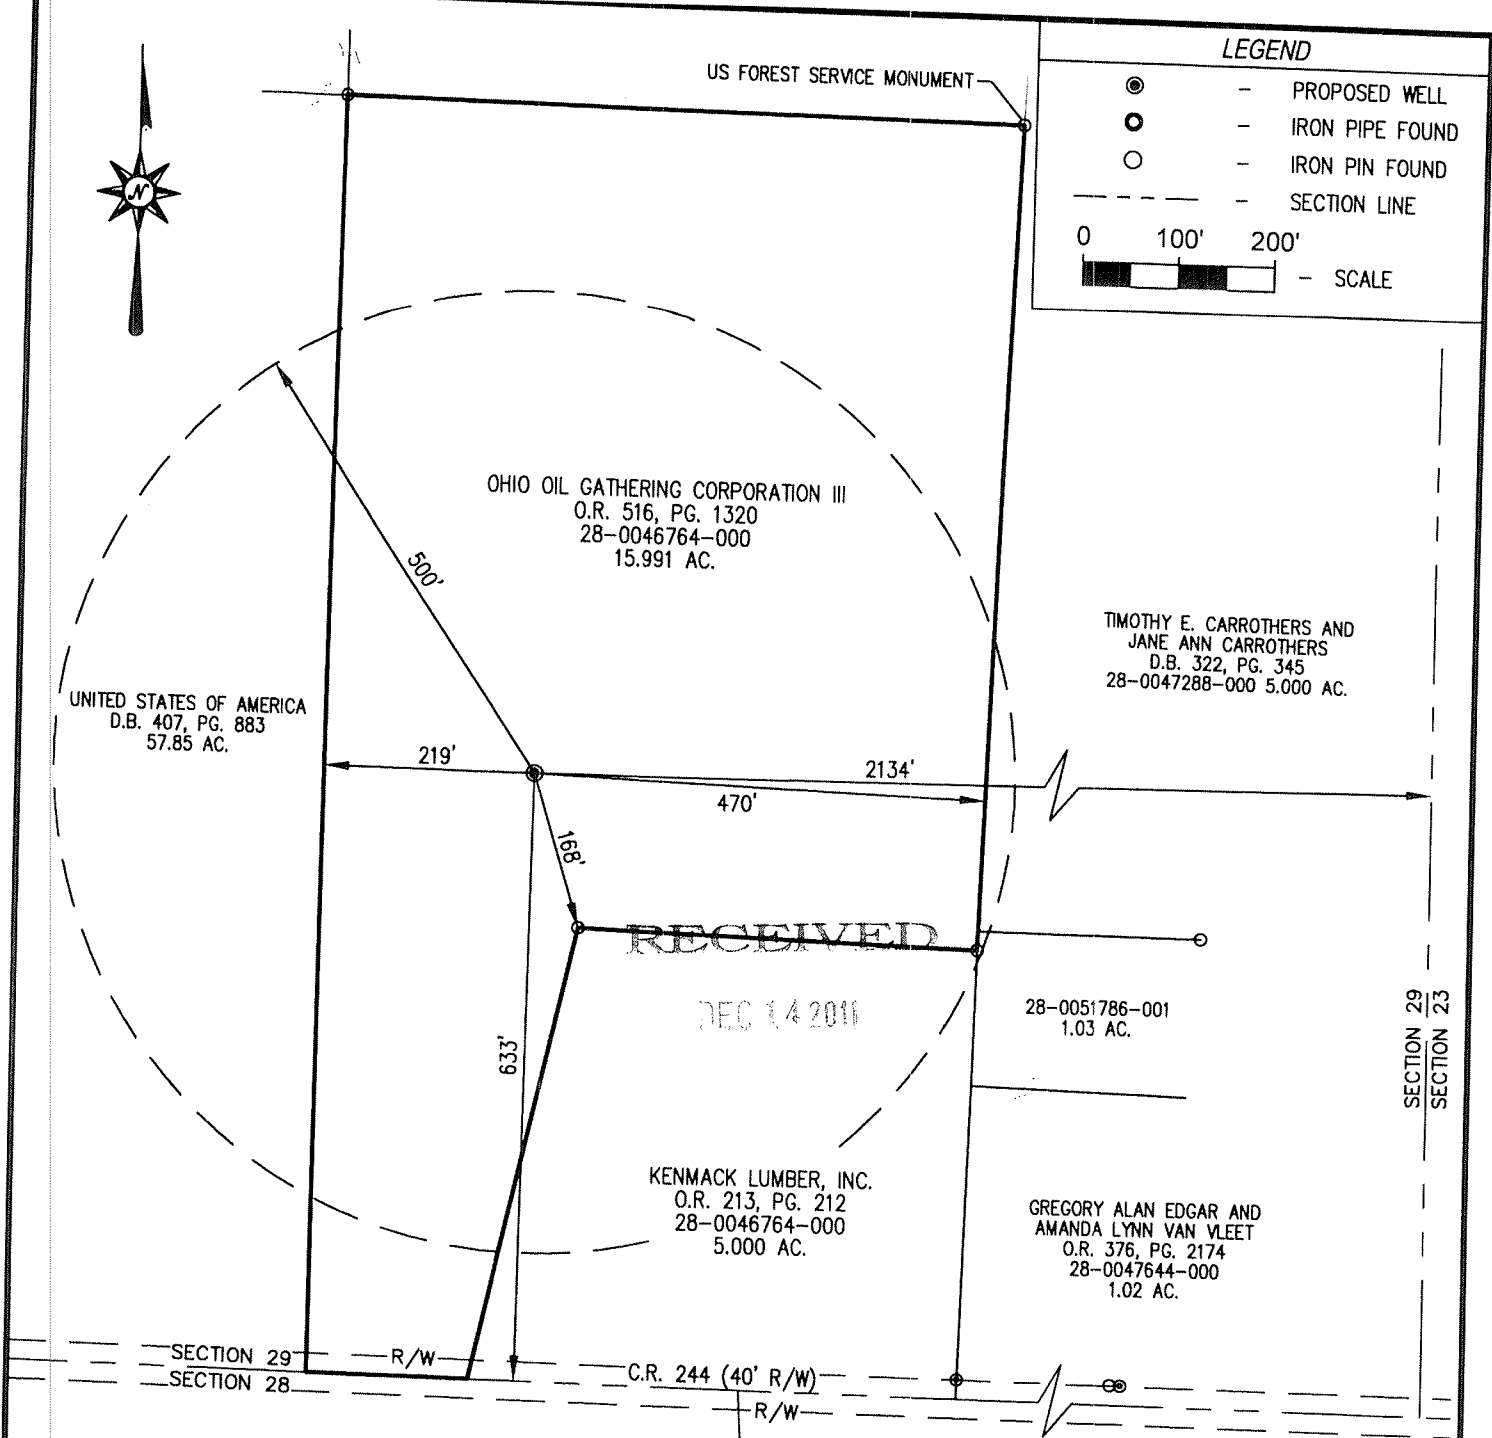 US FOREST SERVICE MONUMENT
LEGEND
– PROPOSED WELL
– IRON PIPE FOUND
– IRON PIN FOUND
– SECTION LINE
0 100' 200'
– SCALE
N
OHIO OIL GATHERING CORPORATION III
O.R. 516, PG. 1320
28-0046764-000
15.991 AC.
500'
TIMOTHY E. CARROTHERS AND
JANE ANN CARROTHERS
D.B. 322, PG. 345
28-0047288-000 5.000 AC.
UNITED STATES OF AMERICA
D.B. 407, PG. 883
57.85 AC.
219'
2134'
470'
168'
RECEIVED
DEC 14 2011
633'
28-0051786-001
1.03 AC.
SECTION 29
SECTION 23
KENMACK LUMBER, INC.
O.R. 213, PG. 212
28-0046764-000
5.000 AC.
GREGORY ALAN EDGAR AND
AMANDA LYNN VAN VLEET
O.R. 376, PG. 2174
28-0047644-000
1.02 AC.
SECTION 29
R/W
SECTION 28
C.R. 244 (40' R/W)
R/W